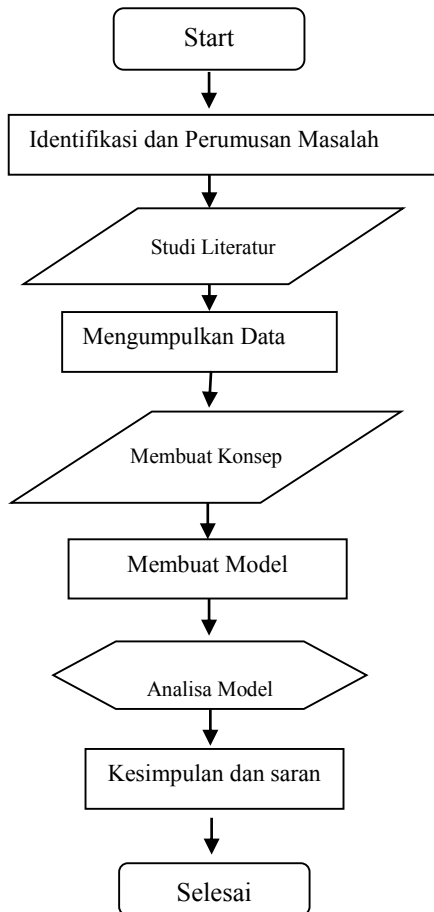 Start
Identifikasi dan Perumusan Masalah
Studi Literatur
Mengumpulkan Data
Membuat Konsep
Membuat Model
Analisa Model
Kesimpulan dan saran
Selesai